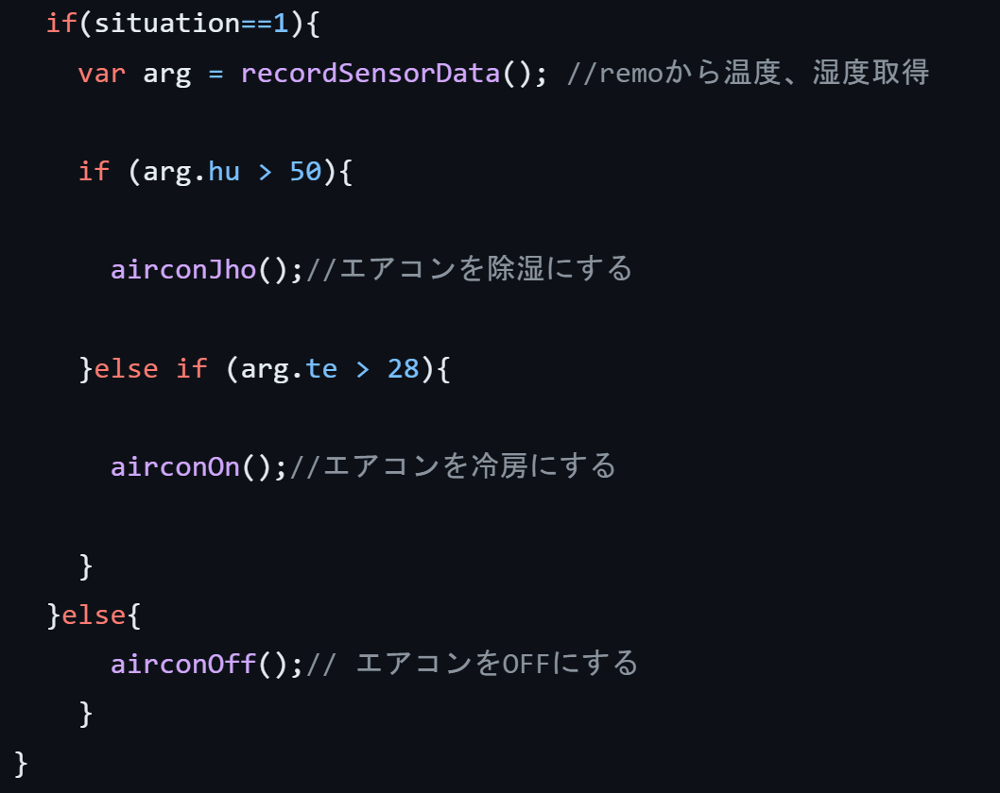 if(situation==1){
var arg = recordSensorData(); //remoから温度、湿度取得
if (arg.hu > 50){
airconJho();//エアコンを除湿にする
}else if (arg.te > 28){
airconOn();//エアコンを冷房にする
}
}else{
airconOff();// エアコンをOFFにする
}
}